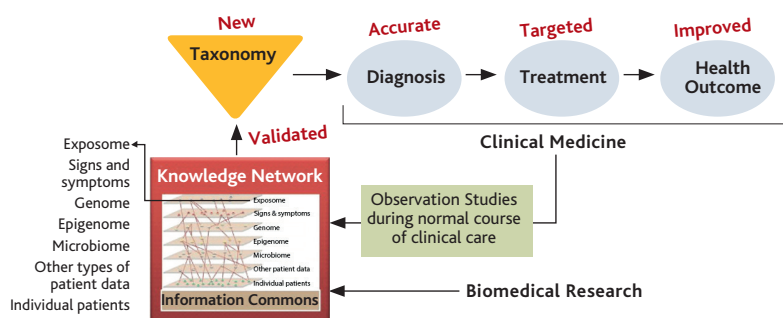 New
Taxonomy
Accurate
Diagnosis
Targeted
Treatment
Improved
Health
Outcome
Validated
Clinical Medicine
Exposome
Signs and
symptoms
Genome
Epigenome
Microbiome
Other types of
patient data
Individual patients
Knowledge Network
Exposome
Signs & symptoms
Genome
Epigenome
Microbiome
Other patient data
Individual patients
Information Commons
Observation Studies
during normal course
of clinical care
Biomedical Research